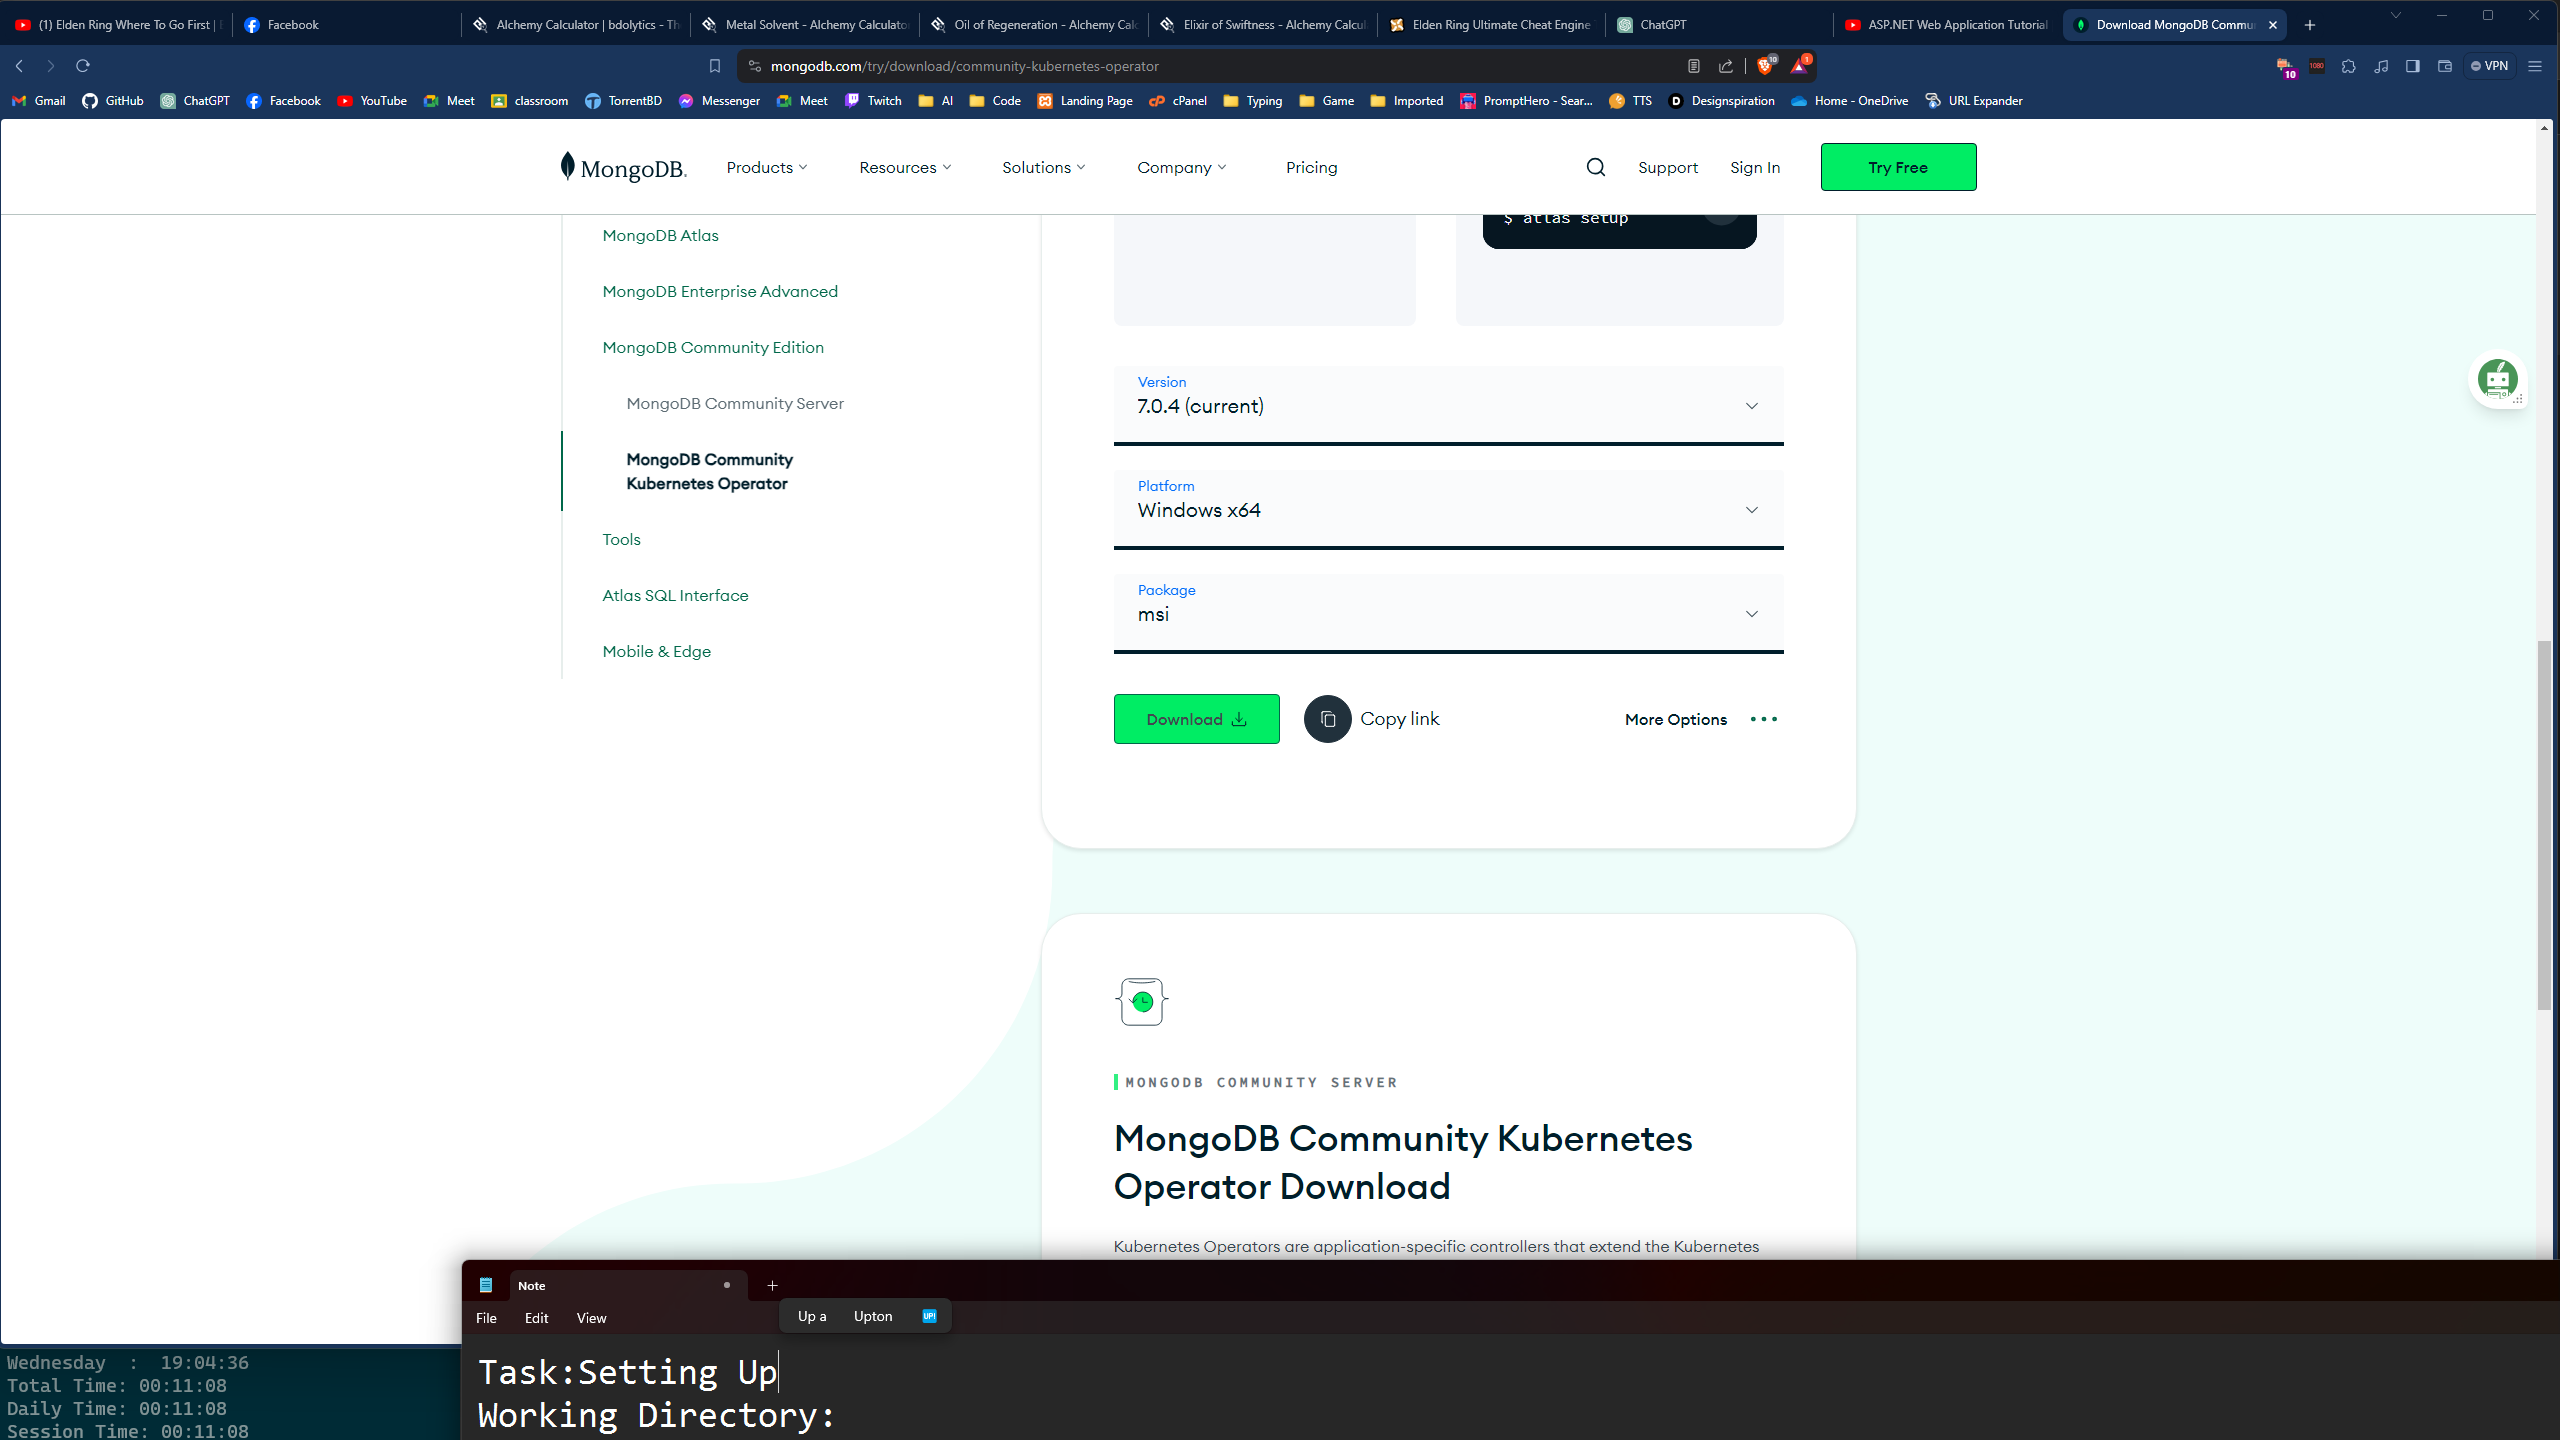 (1) Elden Ring Where To Go First |
Facebook
Alchemy Calculator | bdolytics - Th
Metal Solvent - Alchemy Calculator
Oil of Regeneration - Alchemy Calc
Elixir of Swiftness - Alchemy Calcul
Elden Ring Ultimate Cheat Engine
ChatGPT
ASP.NET Web Application Tutorial
Download MongoDB Commu
mongodb.com/try/download/community-kubernetes-operator
10
1
10
1080
VPN
Gmail
GitHub
ChatGPT
Facebook
YouTube
Meet
classroom
TorrentBD
Messenger
Meet
Twitch
AI
Code
Landing Page
cPanel
Typing
Game
Imported
PromptHero - Sear...
TTS
Designspiration
Home - OneDrive
URL Expander
MongoDB.
Products
Resources
Solutions
Company
Pricing
Support
Sign In
Try Free
MongoDB Atlas
MongoDB Enterprise Advanced
MongoDB Community Edition
MongoDB Community Server
MongoDB Community
Kubernetes Operator
Tools
Atlas SQL Interface
Mobile & Edge
$ atlas setup
Version
7.0.4 (current)
Platform
Windows x64
Package
msi
Download
Copy link
More Options
MONGODB COMMUNITY SERVER
MongoDB Community Kubernetes
Operator Download
Kubernetes Operators are application-specific controllers that extend the Kubernetes
Note
File
Edit
View
Up a
Upton
UP!
Task:Setting Up
Working Directory:
Wednesday  :  19:04:36
Total Time: 00:11:08
Daily Time: 00:11:08
Session Time: 00:11:08